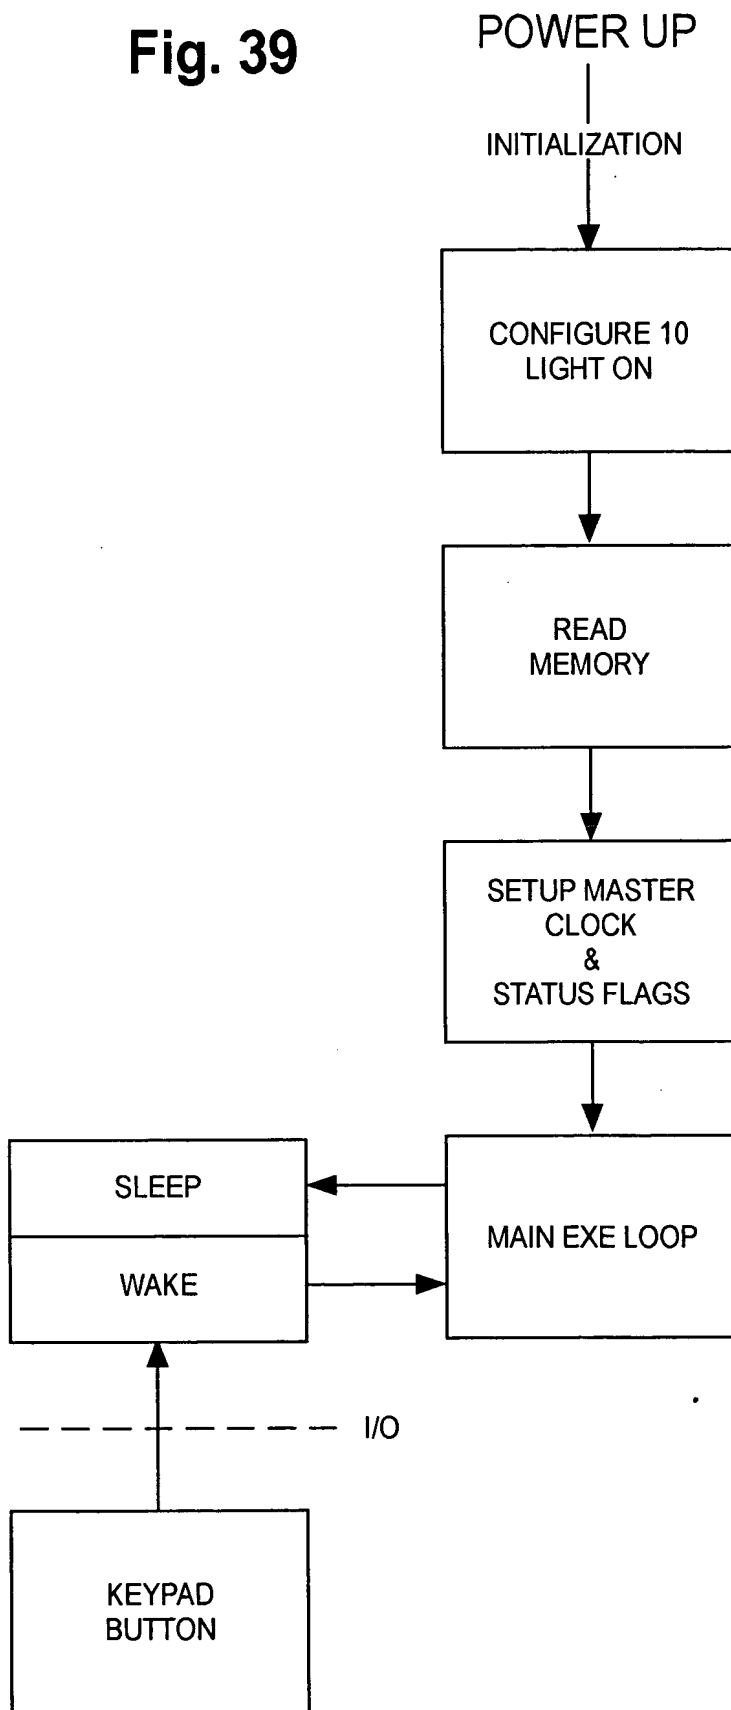 Fig. 39
POWER UP
INITIALIZATION
CONFIGURE 10
LIGHT ON
READ
MEMORY
SETUP MASTER
CLOCK
&
STATUS FLAGS
SLEEP
MAIN EXE LOOP
WAKE
I/O
KEYPAD
BUTTON